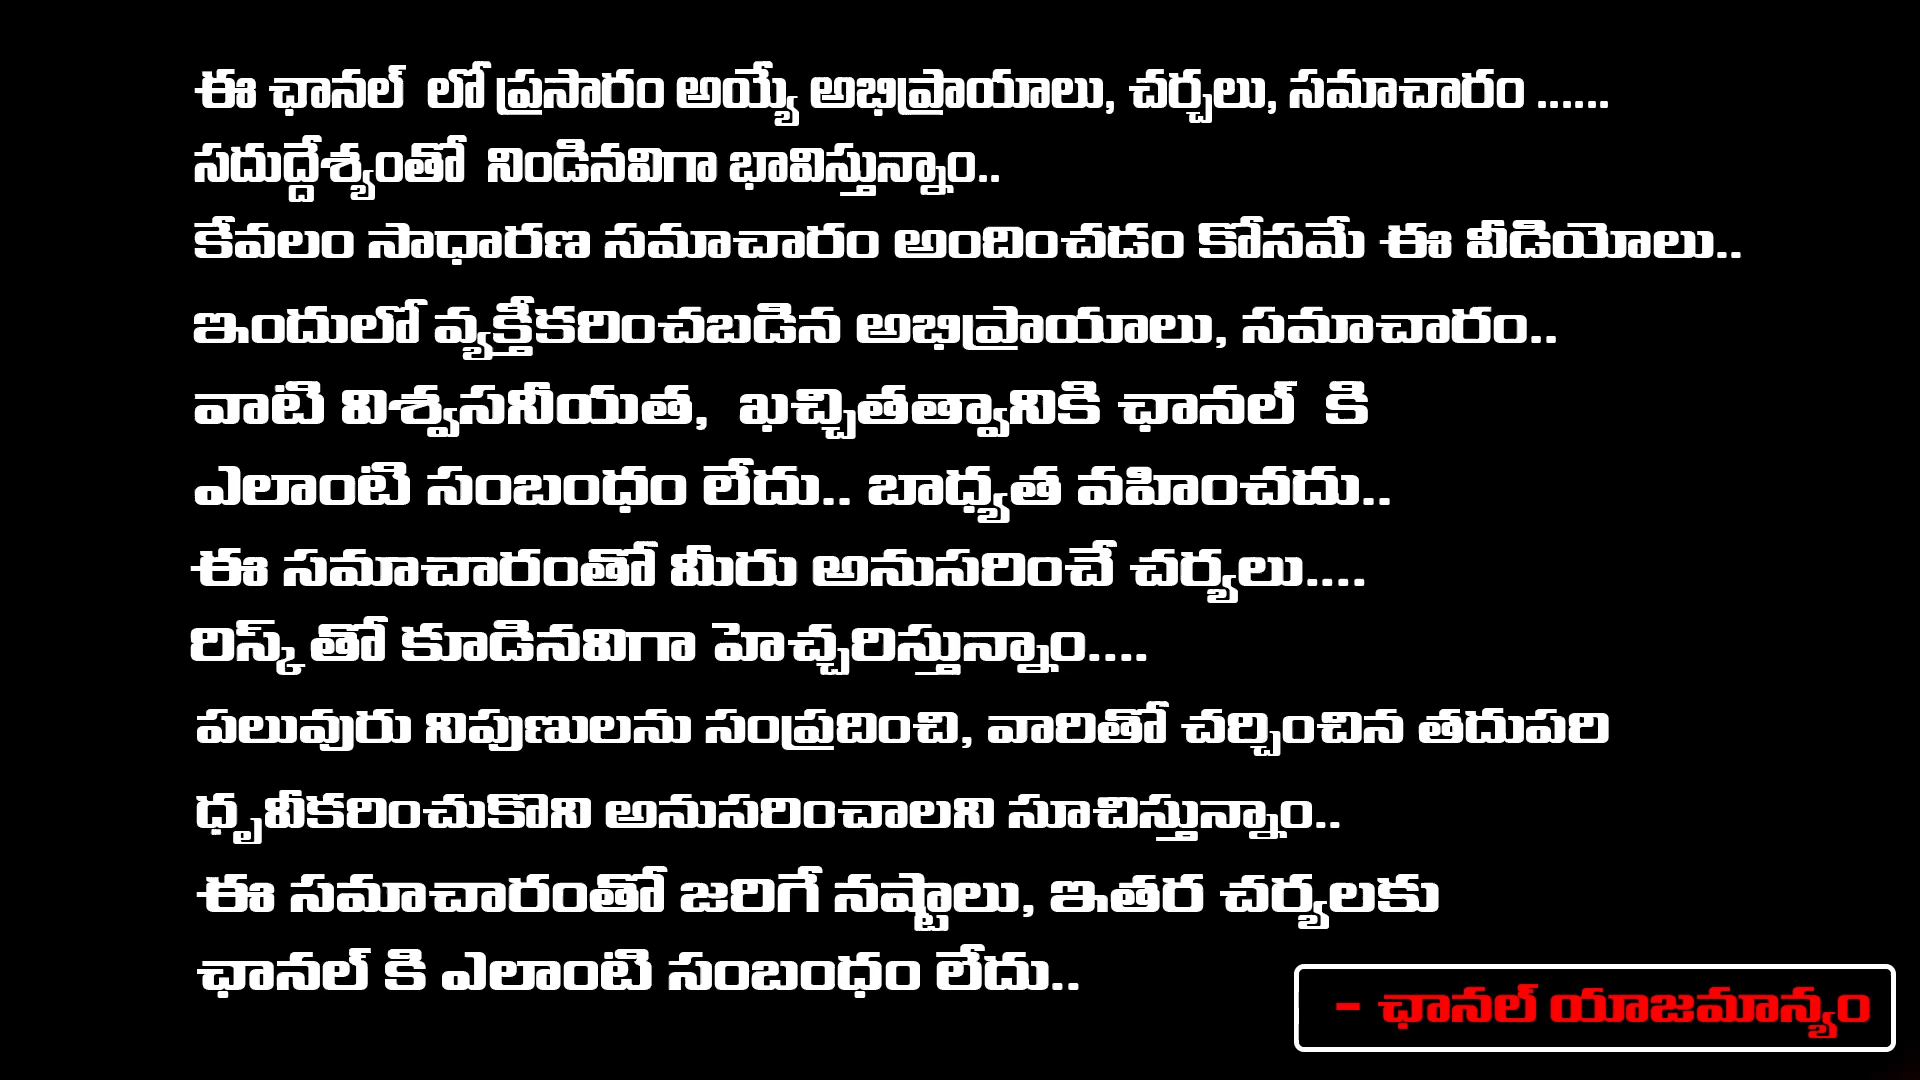 ఈ ఛానల్ లో ప్రసారం అయ్యే అభిప్రాయాలు, చర్చలు, సమాచారం ......
సదుద్దేశ్యంతో నిండినవిగా భావిస్తున్నాం..
కేవలం సాధారణ సమాచారం అందించడం కోసమే ఈ వీడియోలు..
ఇందులో వ్యక్తీకరించబడిన అభిప్రాయాలు, సమాచారం..
వాటి విశ్వసనీయత, ఖచ్చితత్వానికి ఛానల్ కి
ఎలాంటి సంబంధం లేదు.. బాధ్యత వహించదు..
ఈ సమాచారంతో మీరు అనుసరించే చర్యలు....
రిస్క్ తో కూడినవిగా హెచ్చరిస్తున్నాం....
పలువురు నిపుణులను సంప్రదించి, వారితో చర్చించిన తదుపరి
ధృవీకరించుకొని అనుసరించాలని సూచిస్తున్నాం..
ఈ సమాచారంతో జరిగే నష్టాలు, ఇతర చర్యలకు
ఛానల్ కి ఎలాంటి సంబంధం లేదు..
- ఛానల్ యాజమాన్యం